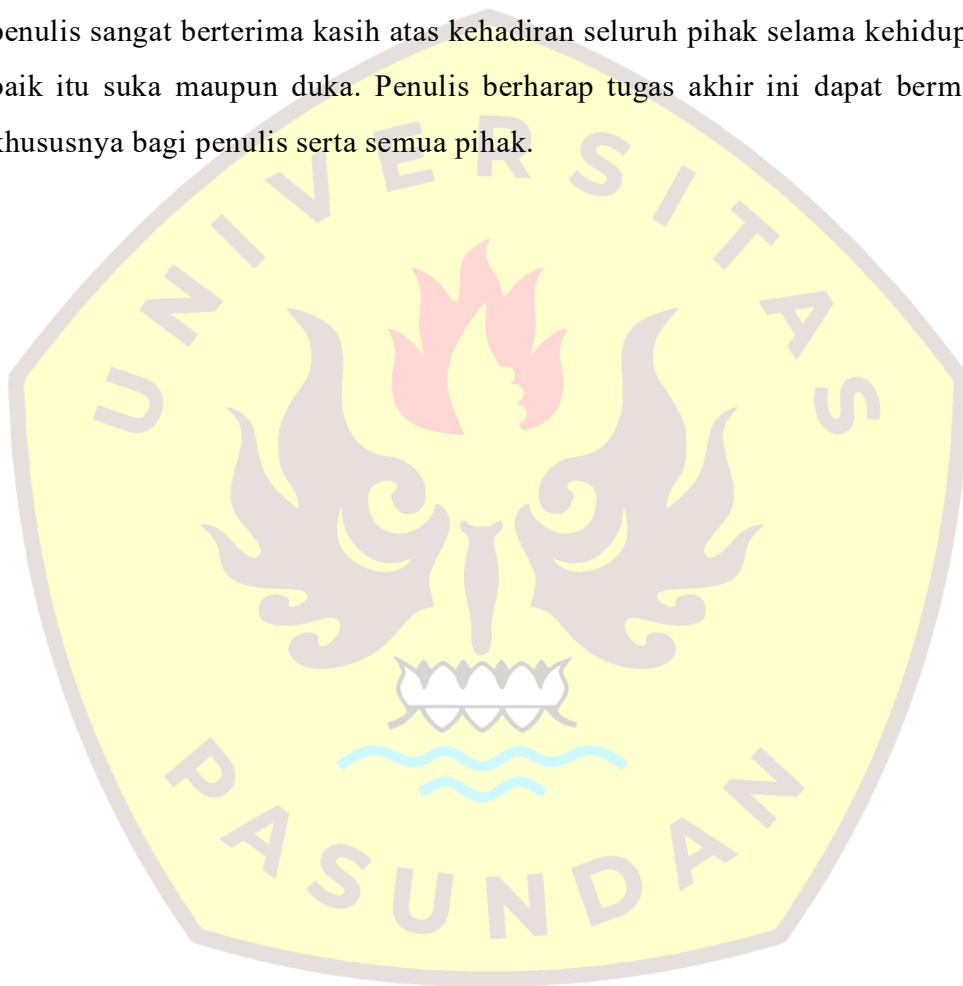 penulis sangat berterima kasih atas kehadiran seluruh pihak selama kehidup
baik itu suka maupun duka. Penulis berharap tugas akhir ini dapat berm
khususnya bagi penulis serta semua pihak.
UNIVERSITAS
PASUNDAN